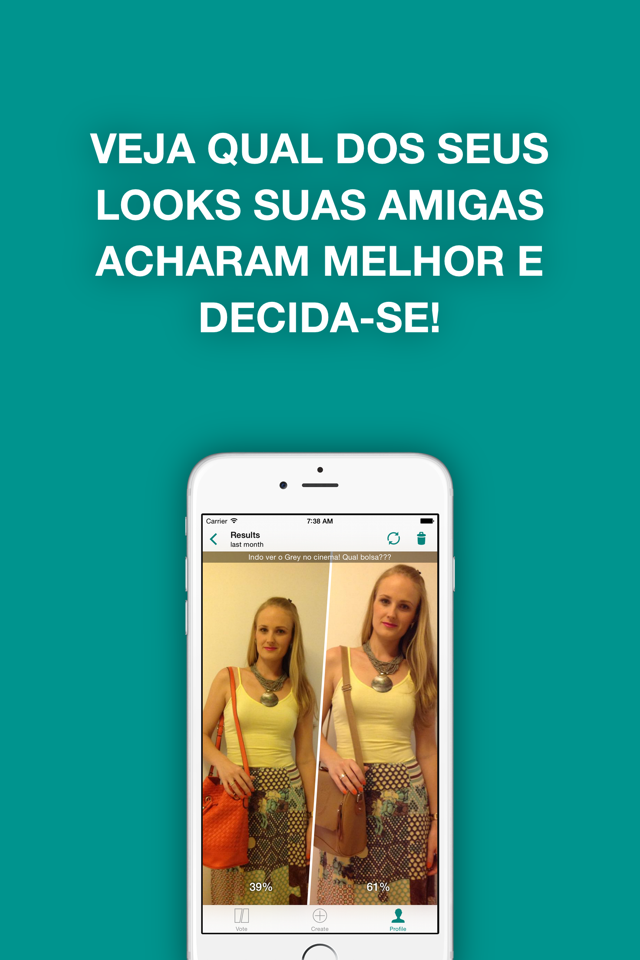 VEJA QUAL DOS SEUS
LOOKS SUAS AMIGAS
ACHARAM MELHOR E
DECIDA-SE!
Carrier 7:38 AM
Results
last month
Indo ver o Grey no cinema! Qual bolsa???
39% 61%
Vote Create Profile